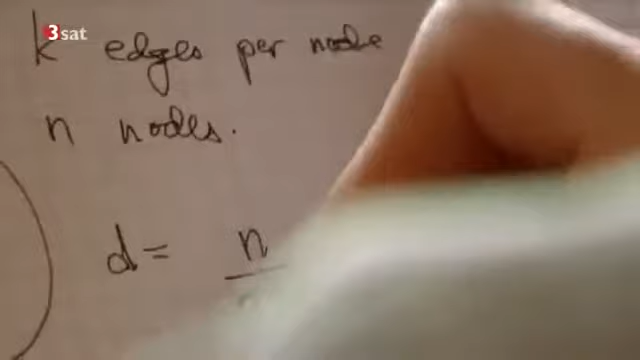 3sat
k edges per node
n nodes.
d = n